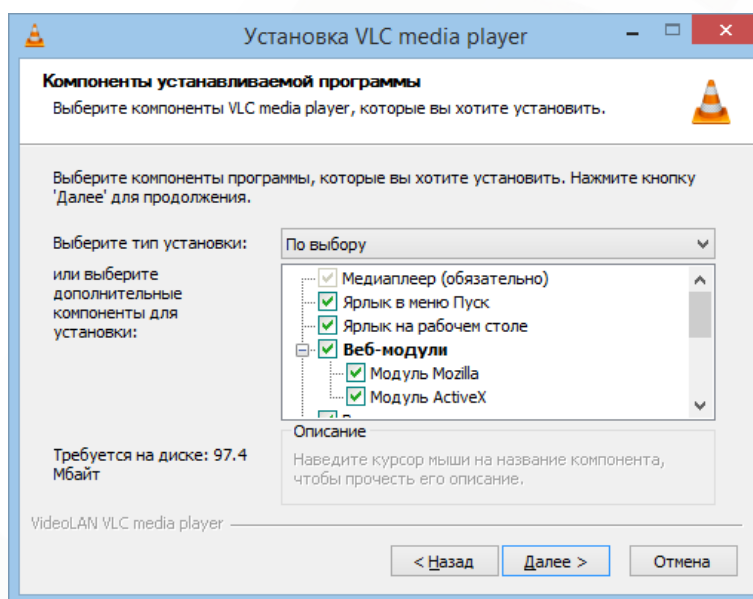 Установка VLC media player
Компоненты устанавливаемой программы
Выберите компоненты VLC media player, которые вы хотите установить.
Выберите компоненты программы, которые вы хотите установить. Нажмите кнопку
'Далее' для продолжения.
Выберите тип установки:
По выбору
или выберите
дополнительные
компоненты для
установки:
Медиаплеер (обязательно)
Ярлык в меню Пуск
Ярлык на рабочем столе
Веб-модули
Модуль Mozilla
Модуль ActiveX
Требуется на диске: 97.4
Мбайт
Описание
Наведите курсор мыши на название компонента,
чтобы прочесть его описание.
VideoLAN VLC media player
< Назад
Далее >
Отмена